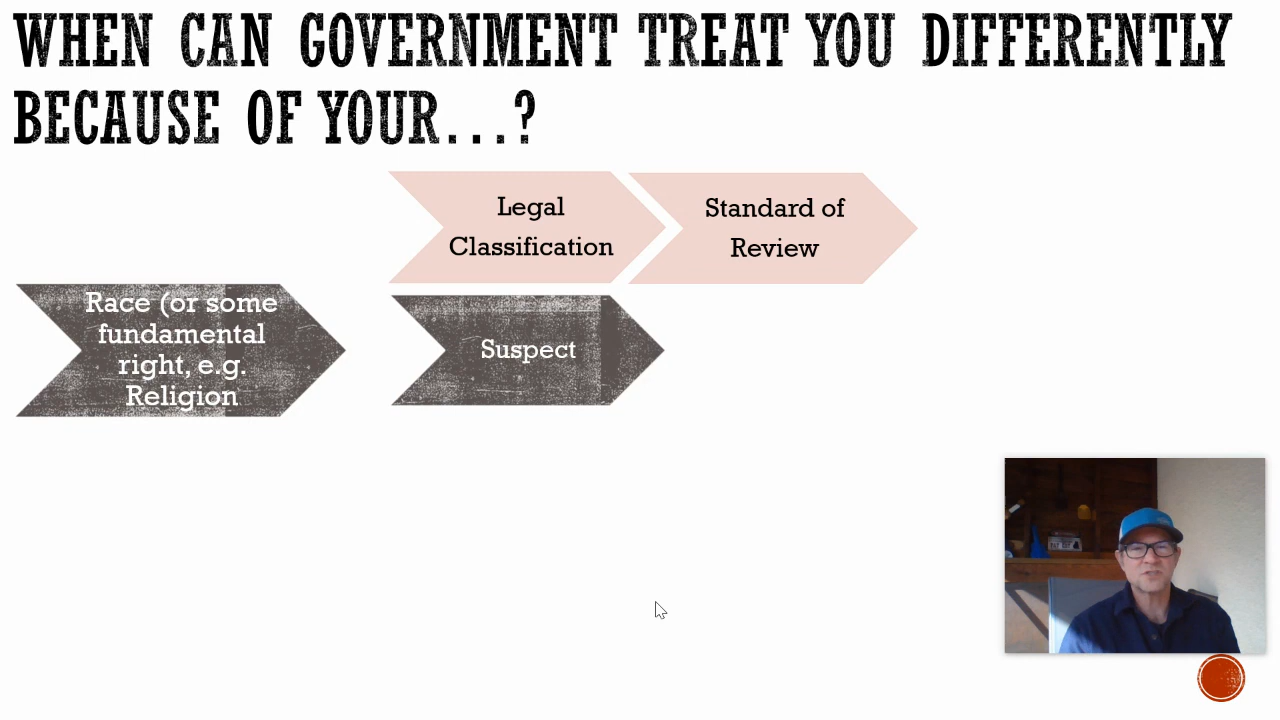 WHEN CAN GOVERNMENT TREAT YOU DIFFERENTLY
BECAUSE OF YOUR...?
Legal
Classification
Standard of
Review
Race (or some
fundamental
right, e.g.
Religion
Suspect